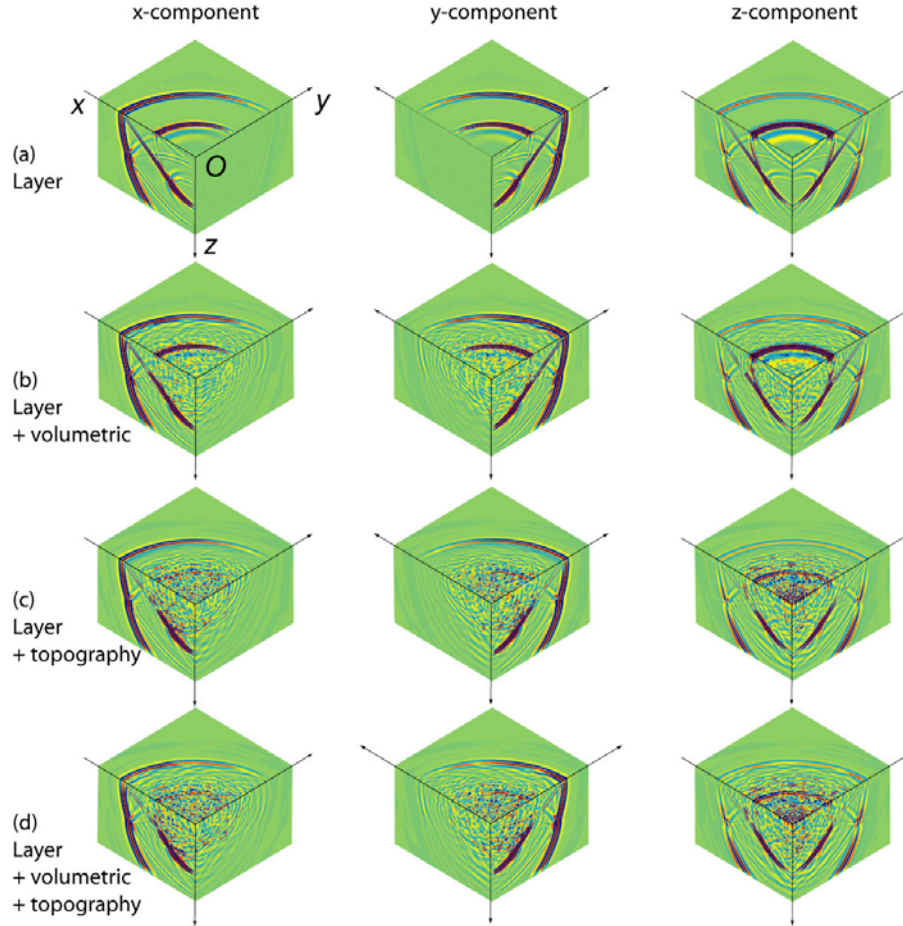 x-component
y-component
z-component
x
y
O
z
(a)
Layer
(b)
Layer
+ volumetric
(c)
Layer
+ topography
(d)
Layer
+ volumetric
+ topography